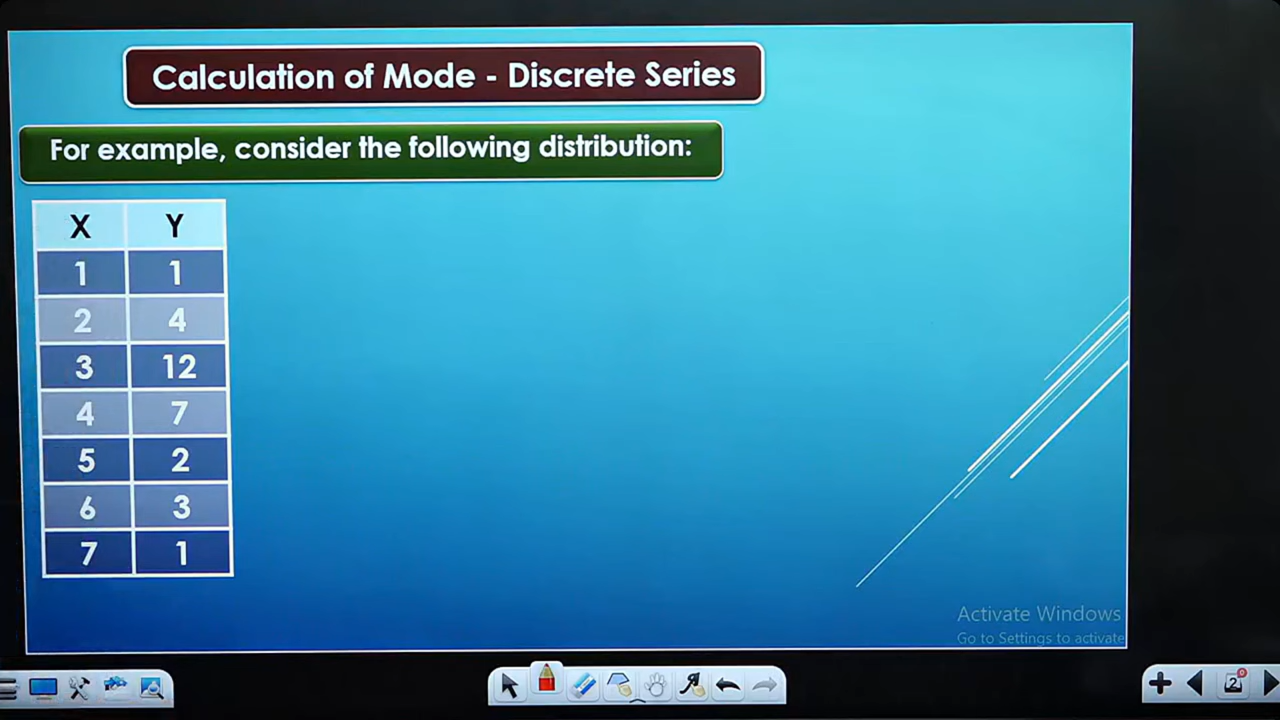 Calculation of Mode - Discrete Series
For example, consider the following distribution:
X Y
1 1
2 4
3 12
4 7
5 2
6 3
7 1
Activate Windows
Go to Settings to activate
2